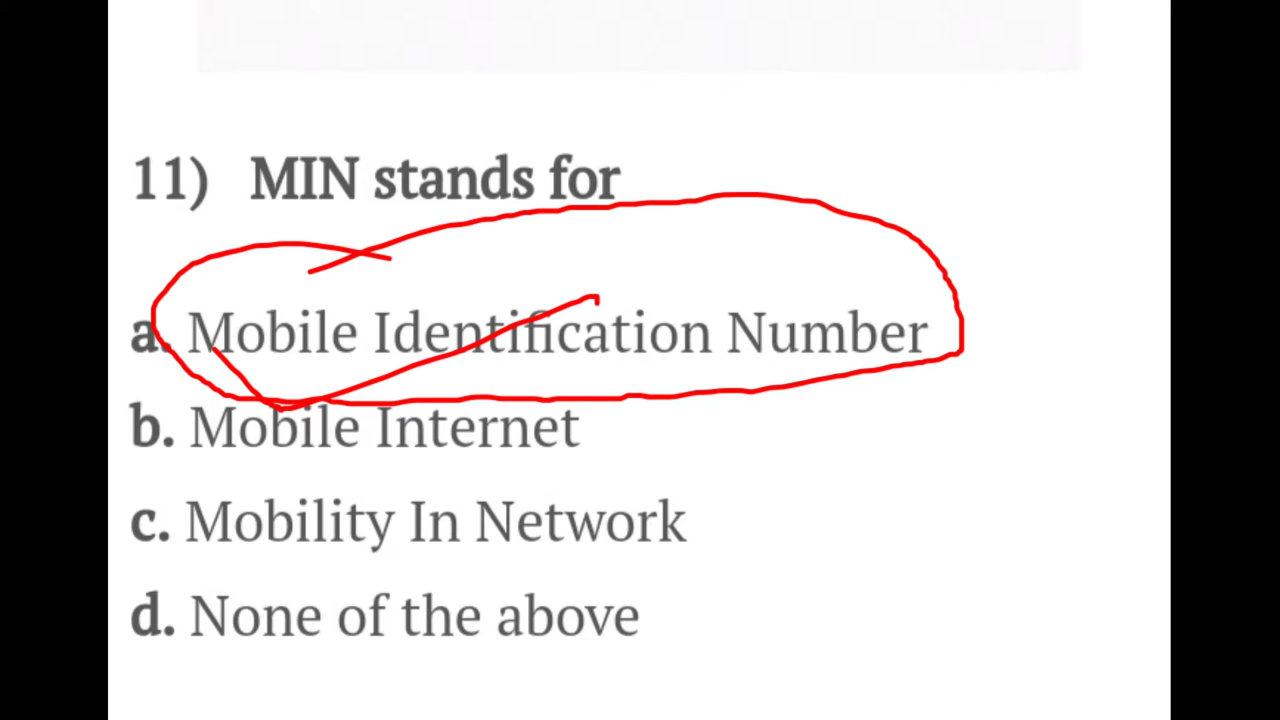 11) MIN stands for
a. Mobile Identification Number
b. Mobile Internet
c. Mobility In Network
d. None of the above